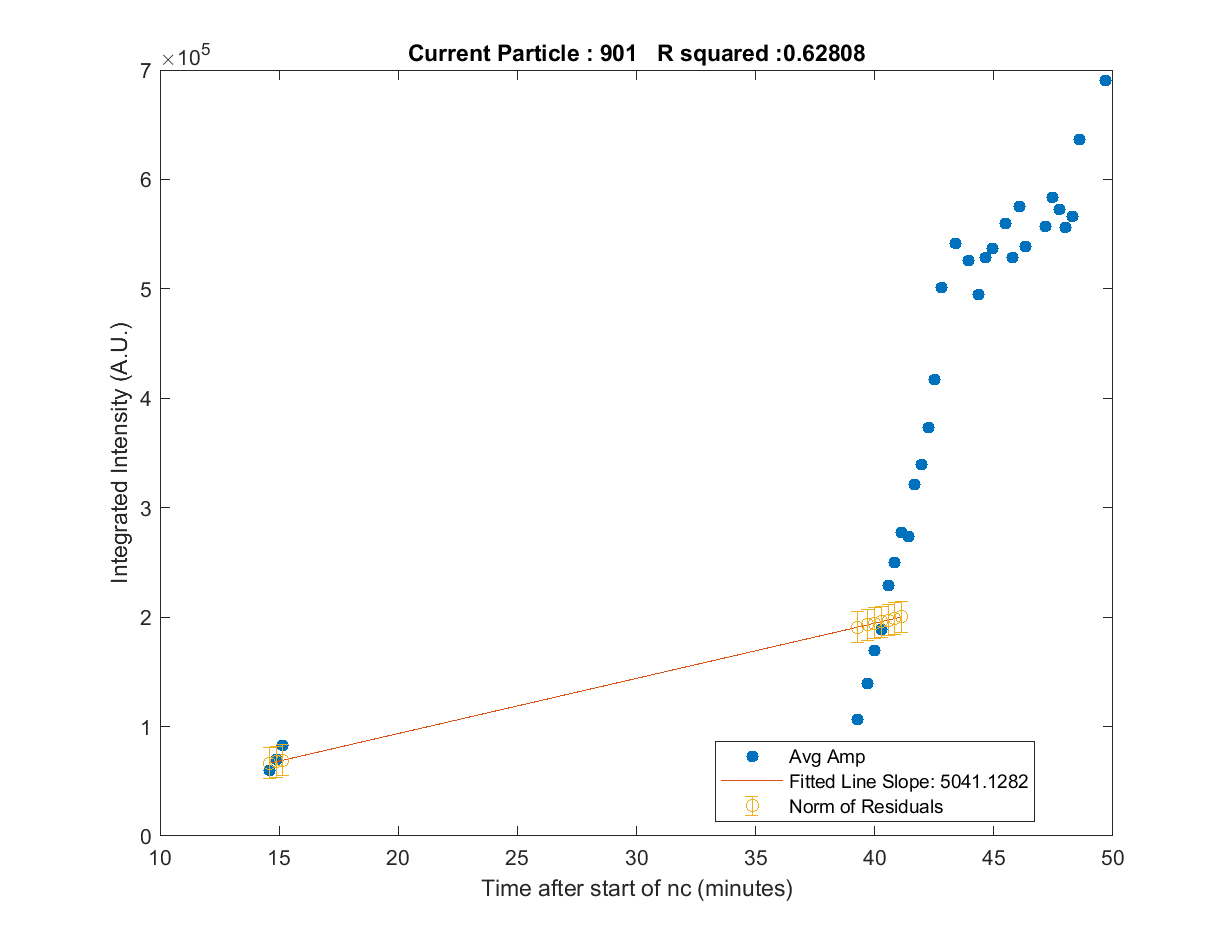 Current Particle : 901   R squared :0.62808
×10^5
7
6
5
4
3
2
1
0
Integrated Intensity (A.U.)
10 15 20 25 30 35 40 45 50
Time after start of nc (minutes)
Avg Amp
Fitted Line Slope: 5041.1282
Norm of Residuals